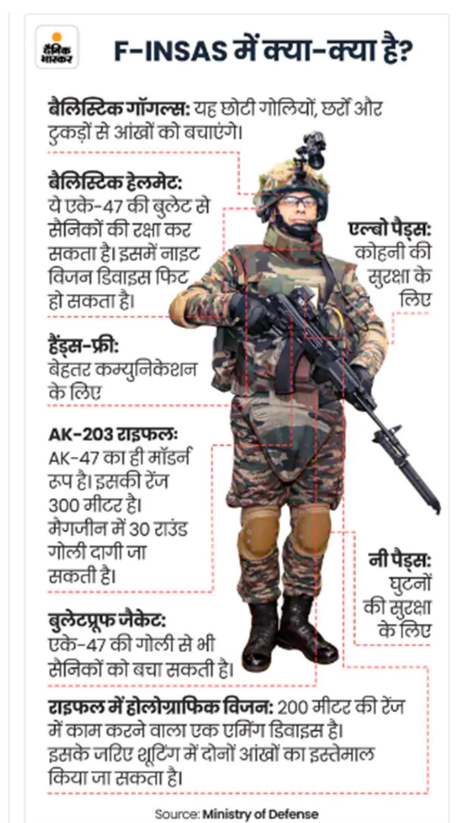 दैनिक
भास्कर
F-INSAS में क्या-क्या है?
बैलिस्टिक गॉगल्स: यह छोटी गोलियों, छर्रों और
टुकड़ों से आंखों को बचाएंगे।
बैलिस्टिक हेलमेट:
ये एके-47 की बुलेट से
सैनिकों की रक्षा कर
सकता है। इसमें नाइट
विजन डिवाइस फिट
हो सकता है।
एल्बो पैड्स:
कोहनी की
सुरक्षा के
लिए
हैंड्स-फ्री:
बेहतर कम्युनिकेशन
के लिए
AK-203 राइफलः
AK-47 का ही मॉडर्न
रूप है। इसकी रेंज
300 मीटर है।
मेगजीन में 30 राउंड
गोली दागी जा
सकती है।
नी पैड्स:
घुटनों
की सुरक्षा
के लिए
बुलेटप्रूफ जैकेट:
एके-47 की गोली से भी
सैनिकों को बचा सकती है।
राइफल में होलोग्राफिक विजन: 200 मीटर की रेंज
में काम करने वाला एक एमिंग डिवाइस है।
इसके जरिए शूटिंग में दोनों आंखों का इस्तेमाल
किया जा सकता है।
Source: Ministry of Defense